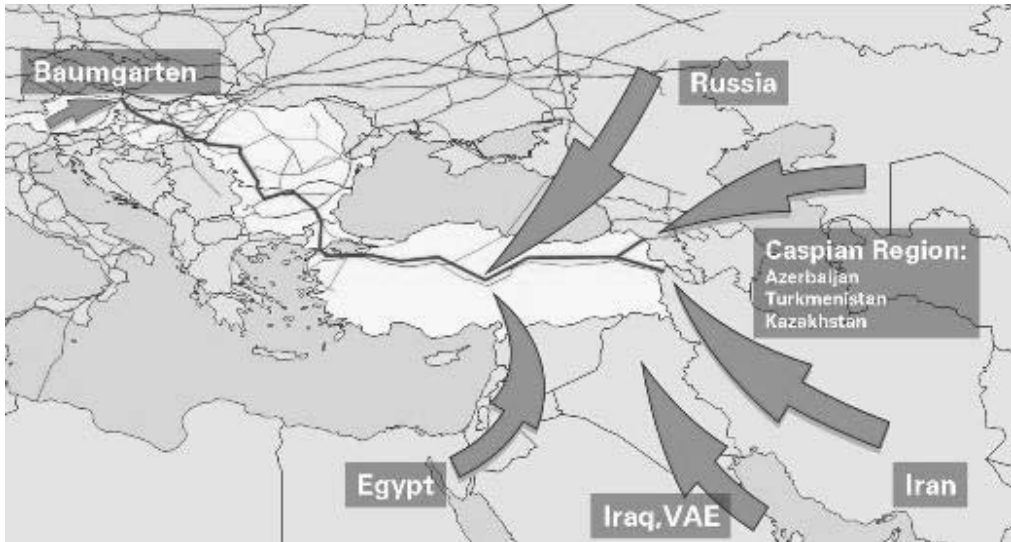 Baumgarten
Russia
Caspian Region:
Azerbaijan
Turkmenistan
Kazakhstan
Egypt
Iraq,VAE
Iran